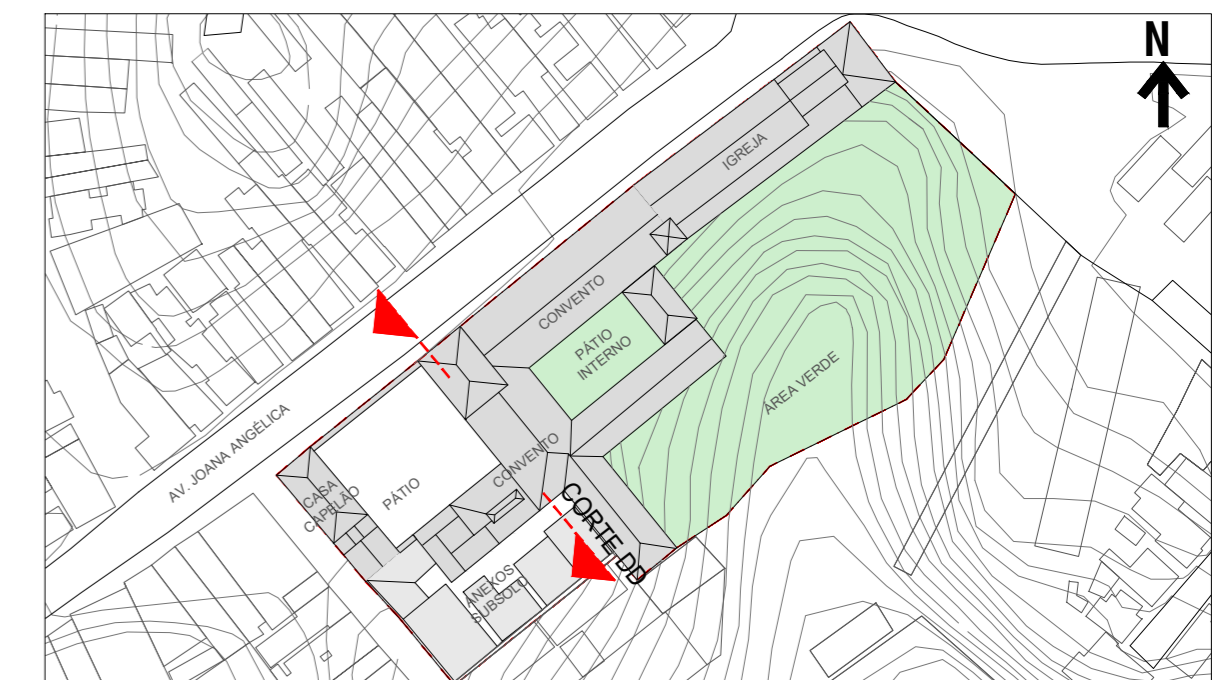 N
IGREJA
CONVENTO
PÁTIO
INTERNO
ÁREA VERDE
AV. JOANA ANGÉLICA
CONVENTO
CASA
CAPELÃO
PÁTIO
CORTE DD
ANEXOS
SUBSOLO